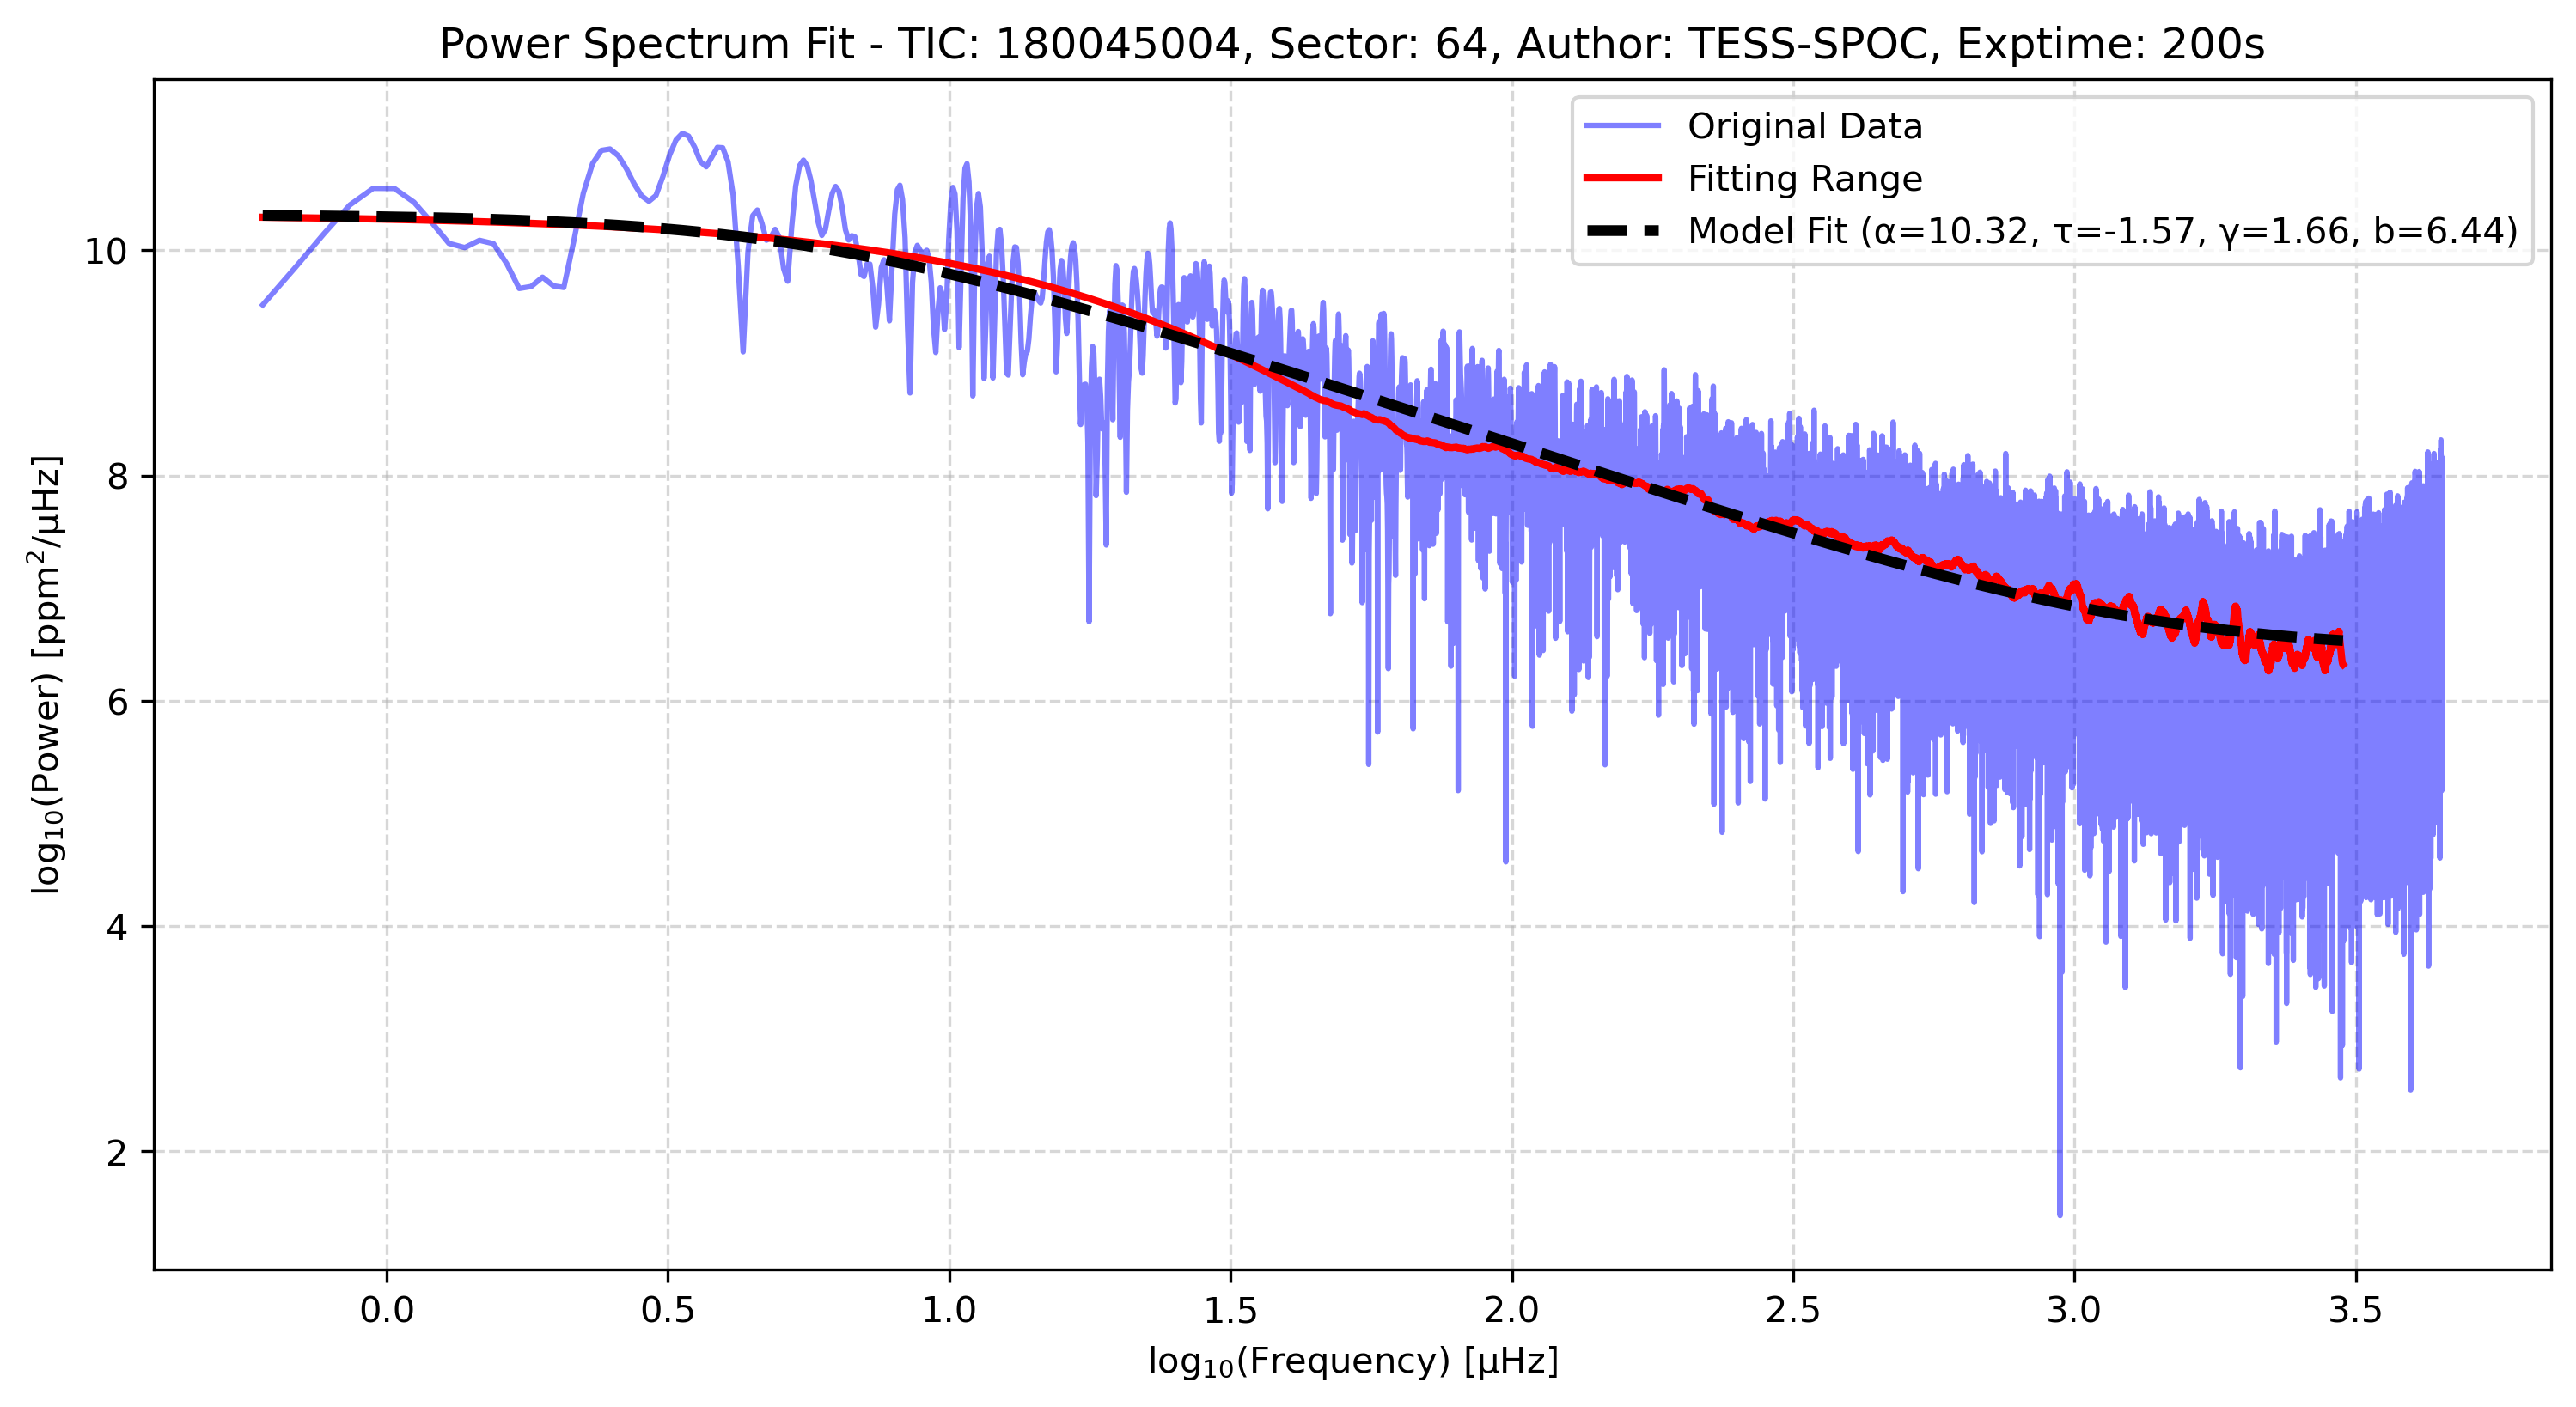 Power Spectrum Fit - TIC: 180045004, Sector: 64, Author: TESS-SPOC, Exptime: 200s
Original Data
Fitting Range
Model Fit (α=10.32, τ=-1.57, γ=1.66, b=6.44)
log₁₀(Power) [ppm²/μHz]
10
8
6
4
2
0.0 0.5 1.0 1.5 2.0 2.5 3.0 3.5
log₁₀(Frequency) [μHz]